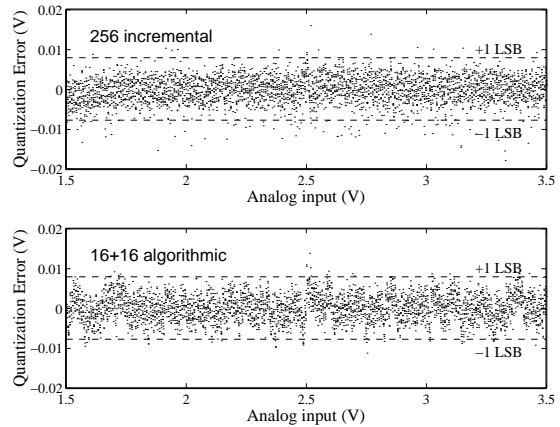 0.02
256 incremental
0.01
+1 LSB
0
−0.01
−1 LSB
−0.02
1.5 2 2.5 3 3.5
Quantization Error (V)
Analog input (V)
0.02
16+16 algorithmic
0.01
+1 LSB
0
−0.01
−1 LSB
−0.02
1.5 2 2.5 3 3.5
Quantization Error (V)
Analog input (V)